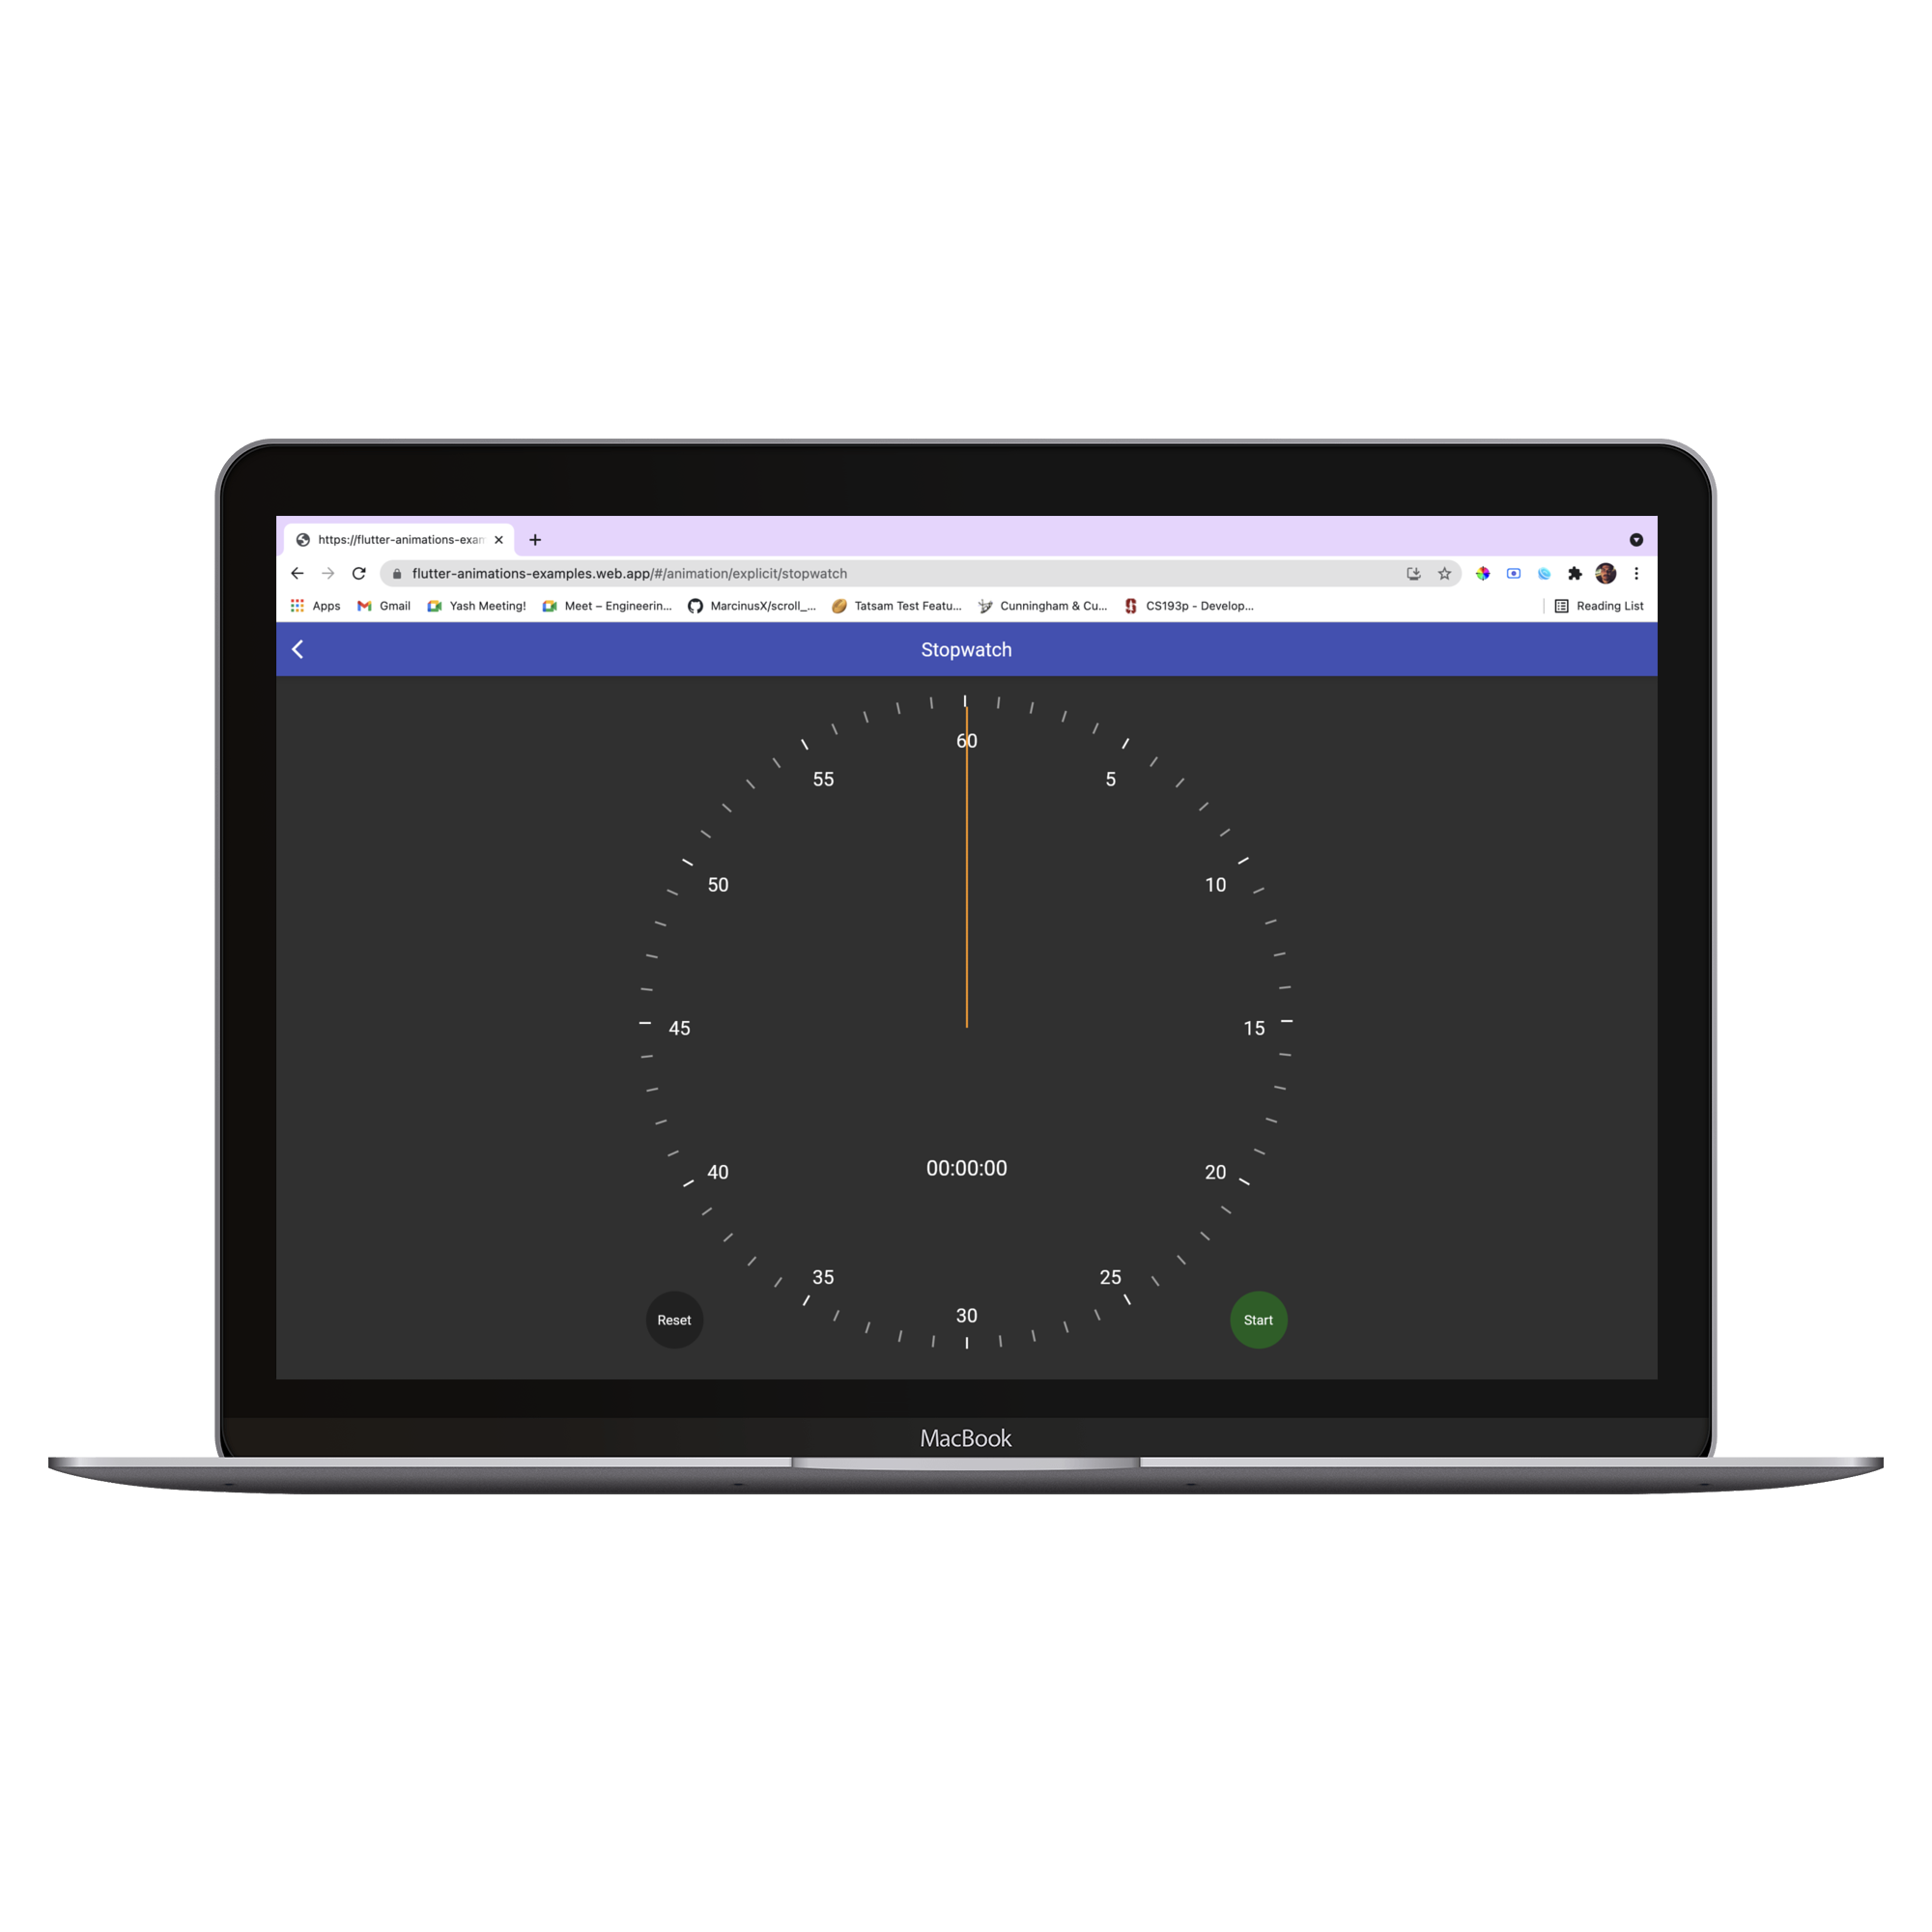 https://flutter-animations-exam
flutter-animations-examples.web.app/#/animation/explicit/stopwatch
Apps Gmail Yash Meeting! Meet – Engineerin... MarcinusX/scroll_... Tatsam Test Featu... Cunningham & Cu... CS193p - Develop... Reading List
Stopwatch
60
55 5
50 10
45 15
00:00:00
40 20
35 25
30
Reset Start
MacBook